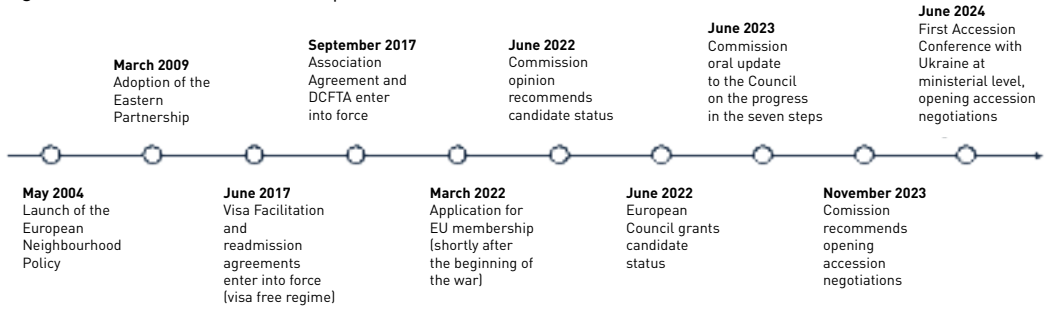 May 2004
Launch of the
European
Neighbourhood
Policy
March 2009
Adoption of the
Eastern
Partnership
June 2017
Visa Facilitation
and
readmission
agreements
enter into force
(visa free regime)
September 2017
Association
Agreement and
DCFTA enter
into force
March 2022
Application for
EU membership
(shortly after
the beginning of
the war)
June 2022
Commission
opinion
recommends
candidate status
June 2022
European
Council grants
candidate
status
June 2023
Commission
oral update
to the Council
on the progress
in the seven steps
November 2023
Comission
recommends
opening
accession
negotiations
June 2024
First Accession
Conference with
Ukraine at
ministerial level,
opening accession
negotiations